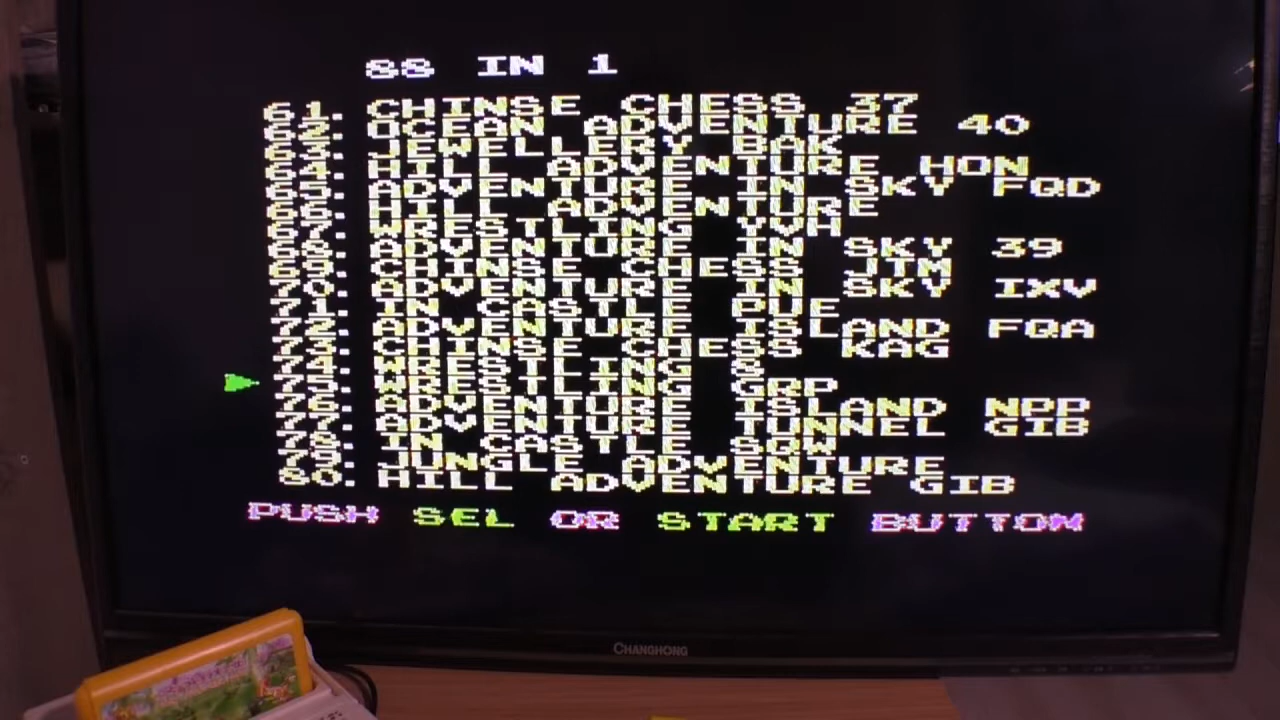 88 IN 1
61. CHINSE CHESS 37
62. OCEAN ADVENTURE 40
63. JEWELLERY BAK
64. HILL ADVENTURE HON
65. ADVENTURE IN SKY FQD
66. HILL ADVENTURE
67. WRESTLING YVH
68. ADVENTURE IN SKY 39
69. CHINSE CHESS JTM
70. ADVENTURE IN SKY IXV
71. IN CASTLE PUE
72. ADVENTURE ISLAND FQA
73. CHINSE CHESS KAG
74. WRESTLING 8
75. WRESTLING GRP
76. ADVENTURE ISLAND NPP
77. ADVENTURE TUNNEL GIB
78. IN CASTLE SQW
79. JUNGLE ADVENTURE
80. HILL ADVENTURE GIB
PUSH SEL OR START BUTTON
CHANGHONG